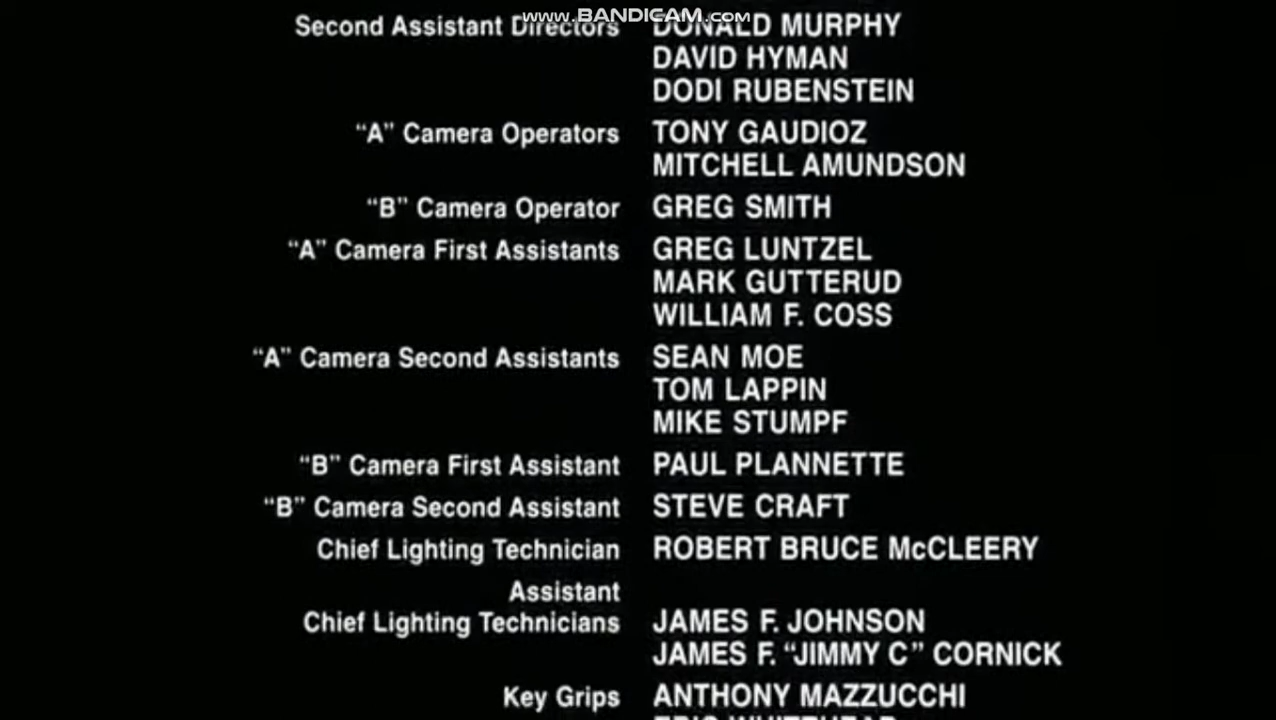 www.BANDICAM.com
Second Assistant Directors DONALD MURPHY
DAVID HYMAN
DODI RUBENSTEIN
“A” Camera Operators TONY GAUDIOZ
MITCHELL AMUNDSON
“B” Camera Operator GREG SMITH
“A” Camera First Assistants GREG LUNTZEL
MARK GUTTERUD
WILLIAM F. COSS
“A” Camera Second Assistants SEAN MOE
TOM LAPPIN
MIKE STUMPF
“B” Camera First Assistant PAUL PLANNETTE
“B” Camera Second Assistant STEVE CRAFT
Chief Lighting Technician ROBERT BRUCE McCLEERY
Assistant
Chief Lighting Technicians JAMES F. JOHNSON
JAMES F. “JIMMY C” CORNICK
Key Grips ANTHONY MAZZUCCHI